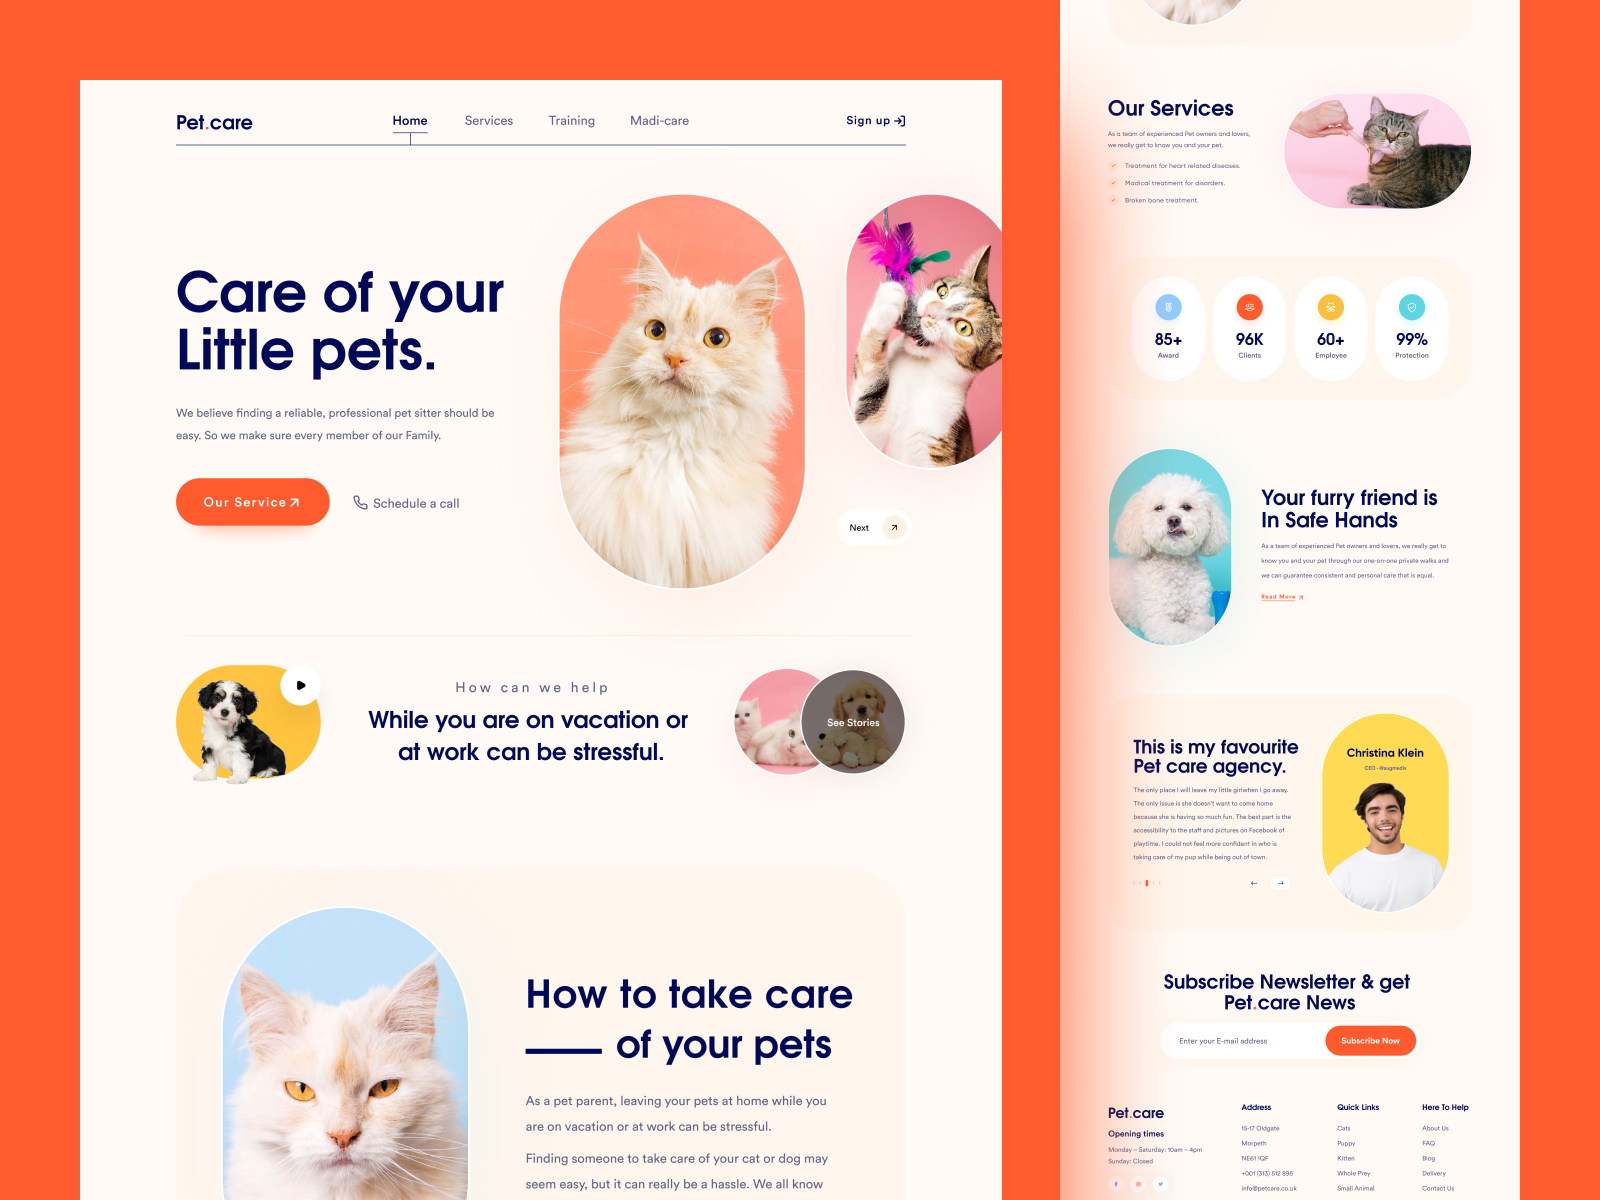 Pet.care
Home
Services
Training
Madi-care
Sign up
Care of your
Little pets.
We believe finding a reliable, professional pet sitter should be
easy. So we make sure every member of our Family.
Our Service
Schedule a call
Next
How can we help
While you are on vacation or
at work can be stressful.
See Stories
How to take care
of your pets
As a pet parent, leaving your pets at home while you
are on vacation or at work can be stressful.
Finding someone to take care of your cat or dog may
seem easy, but it can really be a hassle. We all know
Our Services
As a team of experienced Pet owners and lovers,
we really get to know you and your pet.
Treatment for heart related diseases.
Madical treatment for disorders.
Broken bone treatment.
85+
Award
96K
Clients
60+
Employee
99%
Protection
Your furry friend is
In Safe Hands
As a team of experienced Pet owners and lovers, we really get to
know you and your pet through our one-on-one private walks and
we can guarantee consistent and personal care that is equal.
Read More
This is my favourite
Pet care agency.
The only place I will leave my little girlwhen I go away.
The only issue is she doesn't want to come home
because she is having so much fun. The best part is the
accessibility to the staff and pictures on Facebook of
playtime. I could not feel more confident in who is
taking care of my pup while being out of town.
Christina Klein
CEO - @augmedix
Subscribe Newsletter & get
Pet.care News
Enter your E-mail address
Subscribe Now
Pet.care
Opening times
Monday – Saturday: 10am – 4pm
Sunday: Closed
Address
15-17 Oldgate
Morpeth
NE61 1QF
+001 (313) 512 895
info@petcare.co.uk
Quick Links
Cats
Puppy
Kitten
Whole Prey
Small Animal
Here To Help
About Us
FAQ
Blog
Delivery
Contact Us